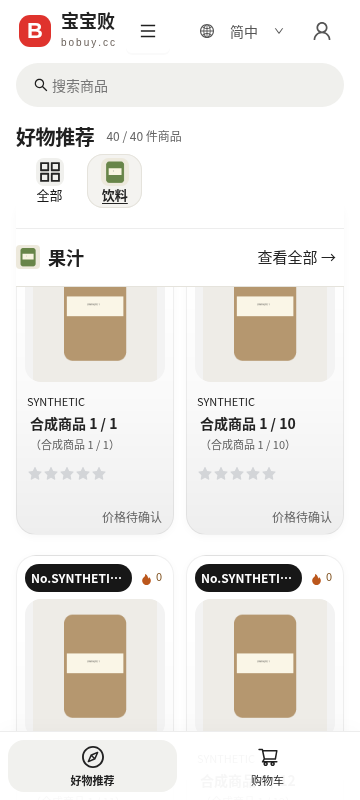 B 宝宝败
bobuy.cc
简中
搜索商品
好物推荐 40 / 40 件商品
全部 饮料
果汁 查看全部 →
SYNTHETIC SYNTHETIC
合成商品 1 / 1 合成商品 1 / 10
（合成商品 1 / 1） （合成商品 1 / 10）
价格待确认 价格待确认
No.SYNTHETI··· 0 No.SYNTHETI··· 0
SYNTHETIC
好物推荐 购物车